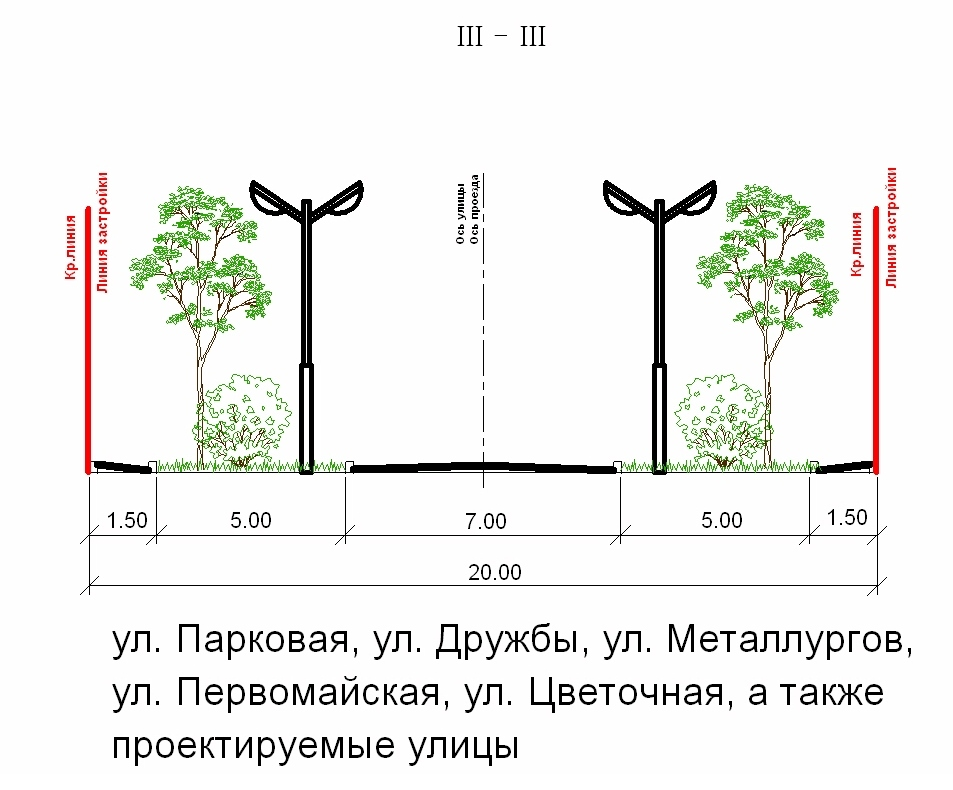 III - III
Кр.линия
Линия застройки
Ось улицы
Ось проезда
Кр.линия
Линия застройки
1.50 5.00 7.00 5.00 1.50
20.00
ул. Парковая, ул. Дружбы, ул. Металлургов,
ул. Первомайская, ул. Цветочная, а также
проектируемые улицы